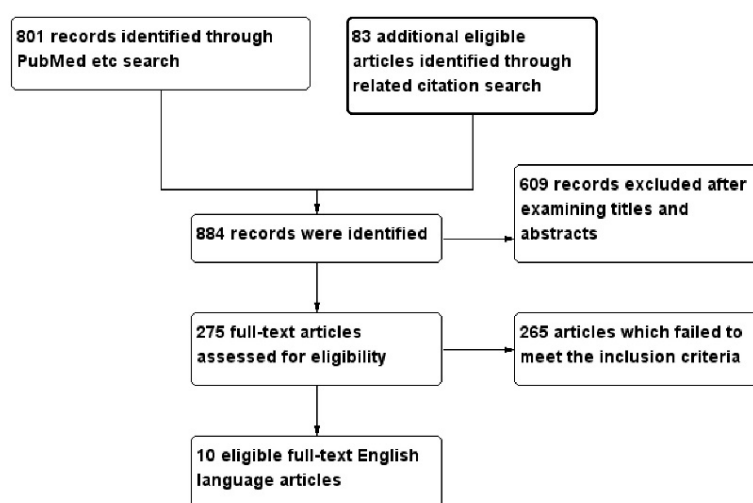 801 records identified through
PubMed etc search
83 additional eligible
articles identified through
related citation search
609 records excluded after
examining titles and
abstracts
884 records were identified
275 full-text articles
assessed for eligibility
265 articles which failed to
meet the inclusion criteria
10 eligible full-text English
language articles